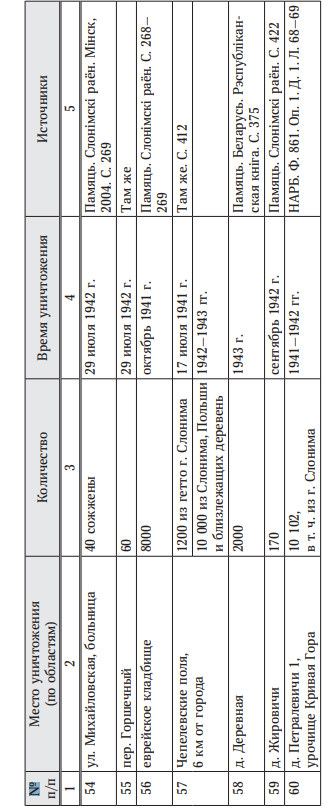 № п/п | Место уничтожения (по областям) | Количество | Время уничтожения | Источники
1 | 2 | 3 | 4 | 5
54 | ул. Михайловская, больница | 40 сожжены | 29 июля 1942 г. | Памяць. Слонімскі раён. Мінск, 2004. С. 269
55 | пер. Горшечный | 60 | 29 июля 1942 г. | Там же
56 | еврейское кладбище | 8000 | октябрь 1941 г. | Памяць. Слонімскі раён. С. 268–269
57 | Чепелевские поля, 6 км от города | 1200 из гетто г. Слонима | 17 июля 1941 г. | Там же. С. 412
10 000 из Слонима, Польши и близлежащих деревень | 1942–1943 гг.
58 | д. Деревная | 2000 | 1943 г. | Памяць. Беларусь. Рэспубліканская кніга. С. 375
59 | д. Жировичи | 170 | сентябрь 1942 г. | Памяць. Слонімскі раён. С. 422
60 | д. Петралевичи 1, урочище Кривая Гора | 10 102, в т. ч. из г. Слонима | 1941–1942 гг. | НАРБ. Ф. 861. Оп. 1. Д. 1. Л. 68–69